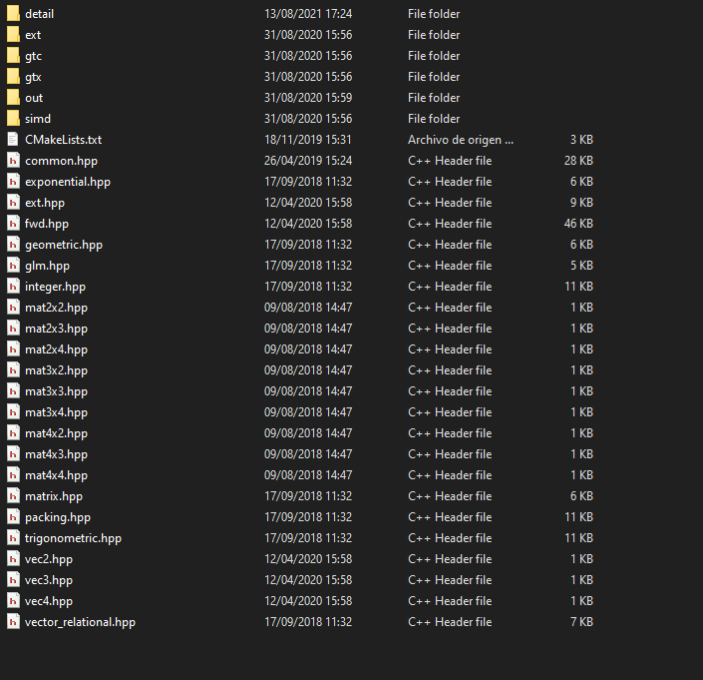 detail 13/08/2021 17:24 File folder
ext 31/08/2020 15:56 File folder
gtc 31/08/2020 15:56 File folder
gtx 31/08/2020 15:56 File folder
out 31/08/2020 15:59 File folder
simd 31/08/2020 15:56 File folder
CMakeLists.txt 18/11/2019 15:31 Archivo de origen ... 3 KB
common.hpp 26/04/2019 15:24 C++ Header file 28 KB
exponential.hpp 17/09/2018 11:32 C++ Header file 6 KB
ext.hpp 12/04/2020 15:58 C++ Header file 9 KB
fwd.hpp 12/04/2020 15:58 C++ Header file 46 KB
geometric.hpp 17/09/2018 11:32 C++ Header file 6 KB
glm.hpp 17/09/2018 11:32 C++ Header file 5 KB
integer.hpp 17/09/2018 11:32 C++ Header file 11 KB
mat2x2.hpp 09/08/2018 14:47 C++ Header file 1 KB
mat2x3.hpp 09/08/2018 14:47 C++ Header file 1 KB
mat2x4.hpp 09/08/2018 14:47 C++ Header file 1 KB
mat3x2.hpp 09/08/2018 14:47 C++ Header file 1 KB
mat3x3.hpp 09/08/2018 14:47 C++ Header file 1 KB
mat3x4.hpp 09/08/2018 14:47 C++ Header file 1 KB
mat4x2.hpp 09/08/2018 14:47 C++ Header file 1 KB
mat4x3.hpp 09/08/2018 14:47 C++ Header file 1 KB
mat4x4.hpp 09/08/2018 14:47 C++ Header file 1 KB
matrix.hpp 17/09/2018 11:32 C++ Header file 6 KB
packing.hpp 17/09/2018 11:32 C++ Header file 11 KB
trigonometric.hpp 17/09/2018 11:32 C++ Header file 11 KB
vec2.hpp 12/04/2020 15:58 C++ Header file 1 KB
vec3.hpp 12/04/2020 15:58 C++ Header file 1 KB
vec4.hpp 12/04/2020 15:58 C++ Header file 1 KB
vector_relational.hpp 17/09/2018 11:32 C++ Header file 7 KB